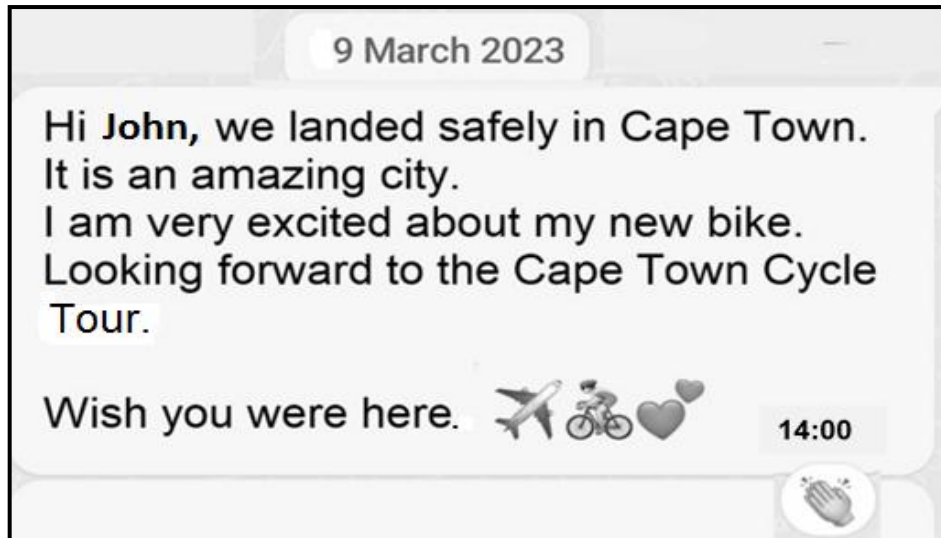 9 March 2023
Hi John, we landed safely in Cape Town.
It is an amazing city.
I am very excited about my new bike.
Looking forward to the Cape Town Cycle
Tour.
Wish you were here.
14:00